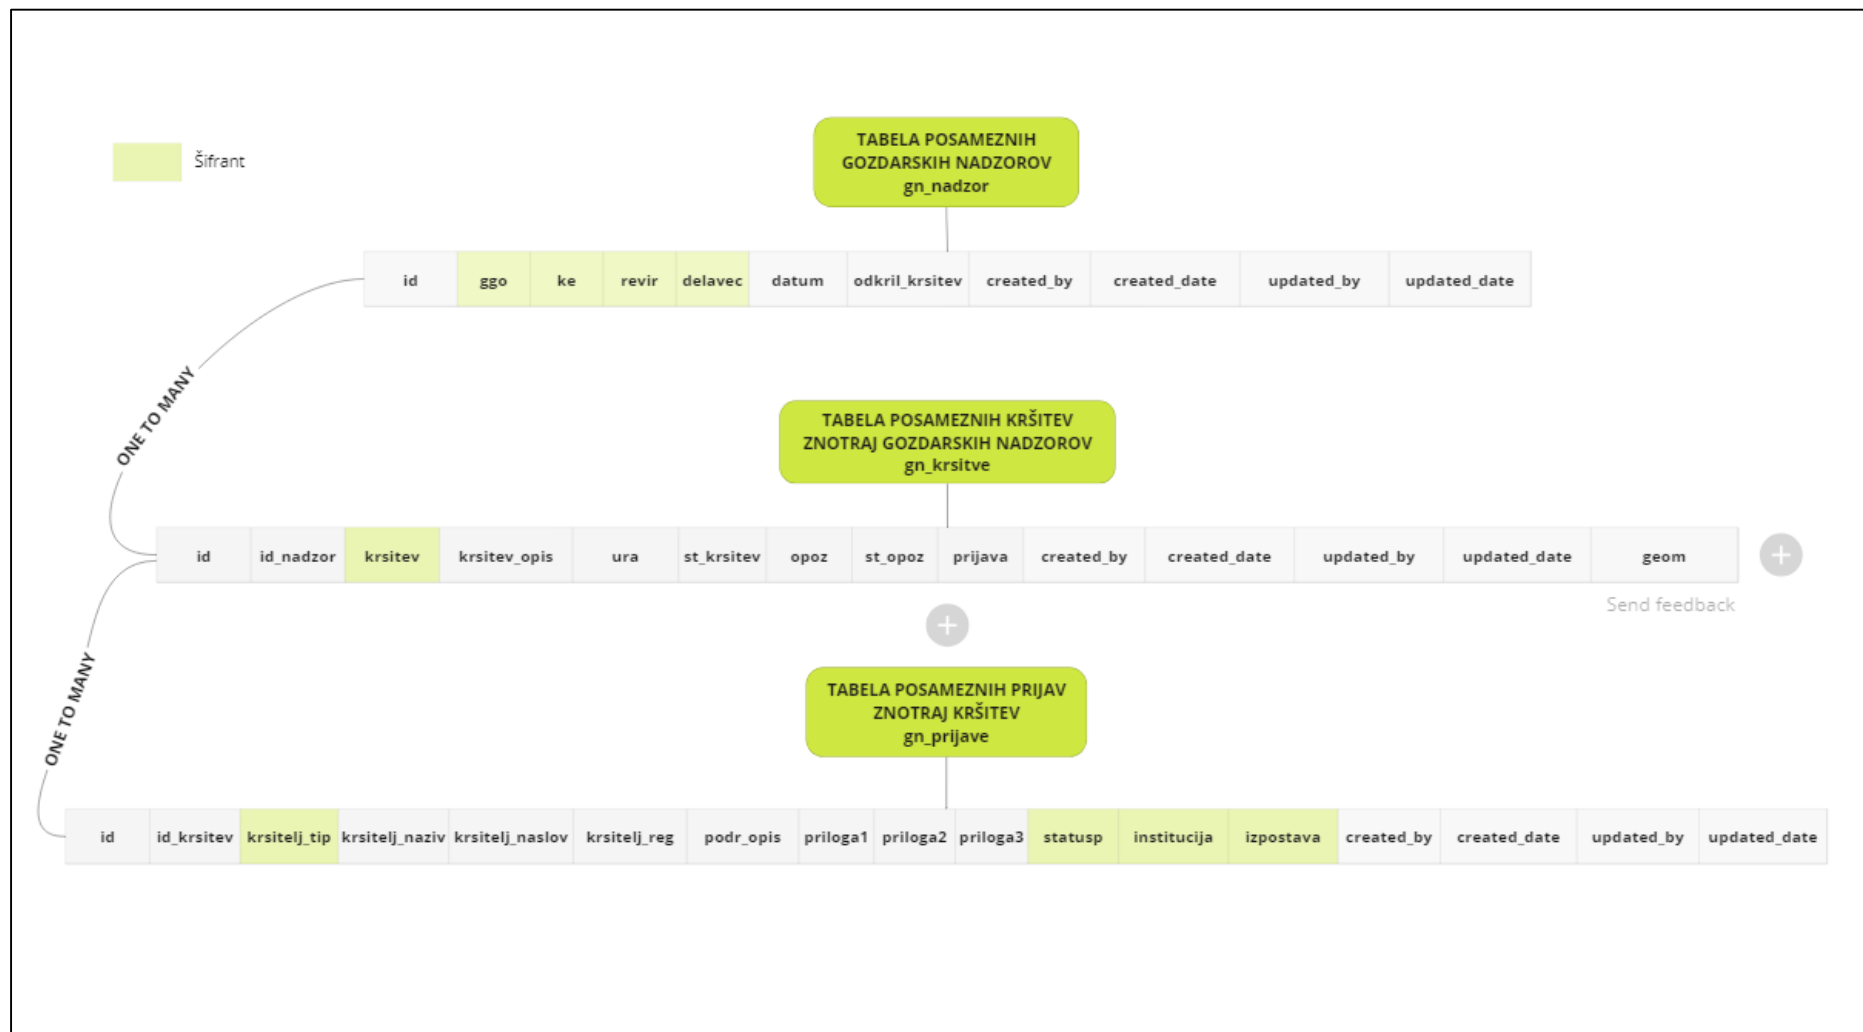 Šifrant
TABELA POSAMEZNIH
GOZDARSKIH NADZOROV
gn_nadzor
id ggo ke revir delavec datum odkril_krsitev created_by created_date updated_by updated_date
ONE TO MANY
TABELA POSAMEZNIH KRŠITEV
ZNOTRAJ GOZDARSKIH NADZOROV
gn_krsitve
id id_nadzor krsitev krsitev_opis ura st_krsitev opoz st_opoz prijava created_by created_date updated_by updated_date geom
Send feedback
ONE TO MANY
TABELA POSAMEZNIH PRIJAV
ZNOTRAJ KRŠITEV
gn_prijave
id id_krsitev krsitelj_tip krsitelj_naziv krsitelj_naslov krsitelj_reg podr_opis priloga1 priloga2 priloga3 statusp institucija izpostava created_by created_date updated_by updated_date